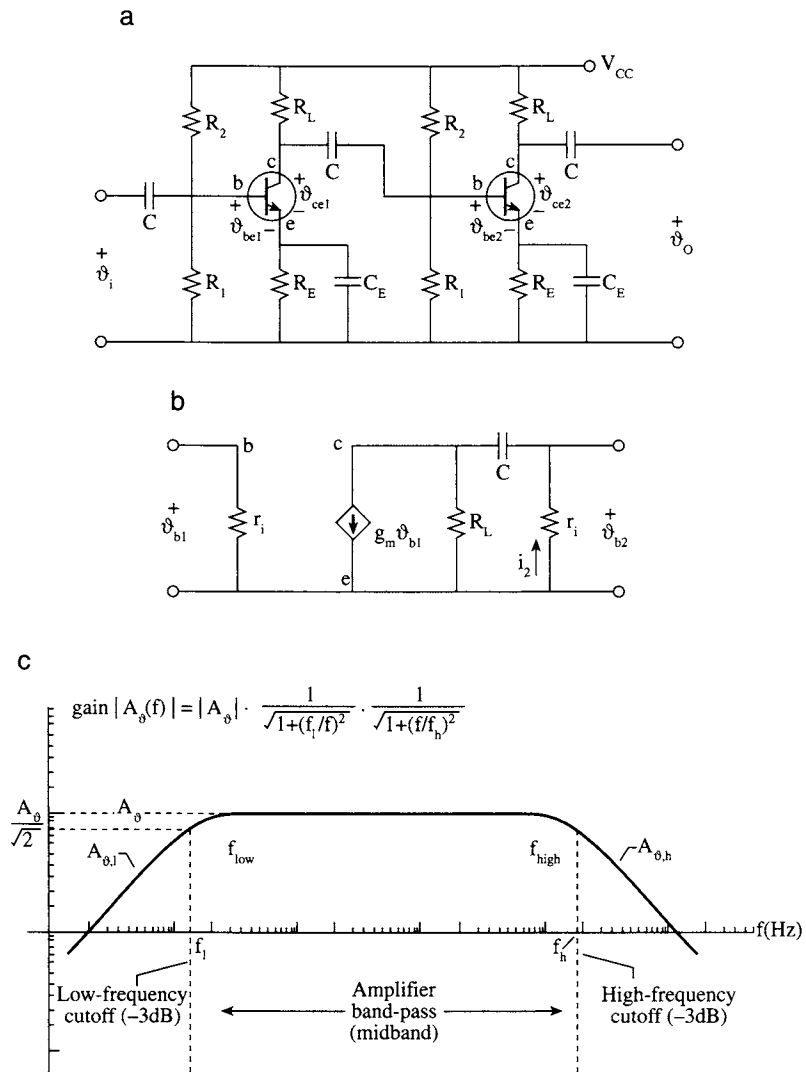 a
V_CC
R_2 R_L R_2 R_L
C C C
b c + ϑ_ce1 −
b c + ϑ_ce2 −
+ ϑ_be1 − e
+ ϑ_be2 − e
+ ϑ_i
+ ϑ_O
R_1 R_E C_E R_1 R_E C_E
b
b c C
+ ϑ_b1 r_i g_m ϑ_b1 R_L r_i + ϑ_b2
e i_2
c
gain | A_ϑ(f) | = | A_ϑ | · 1/√(1+(f_l/f)²) · 1/√(1+(f/f_h)²)
A_ϑ/√2 A_ϑ
A_ϑ,l f_low f_high A_ϑ,h
f(Hz)
f_l f_h
Low-frequency cutoff (−3dB)
Amplifier band-pass (midband)
High-frequency cutoff (−3dB)